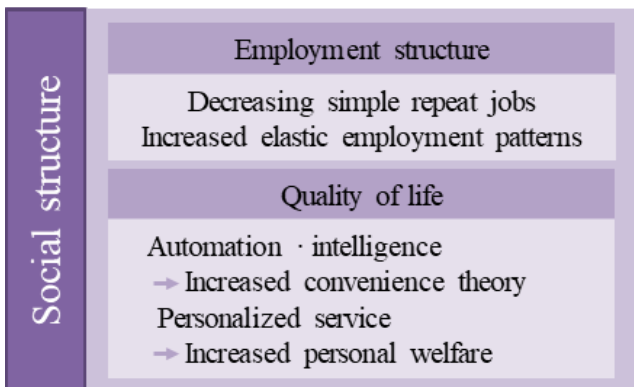 Social structure
Employment structure
Decreasing simple repeat jobs
Increased elastic employment patterns
Quality of life
Automation · intelligence
→ Increased convenience theory
Personalized service
→ Increased personal welfare